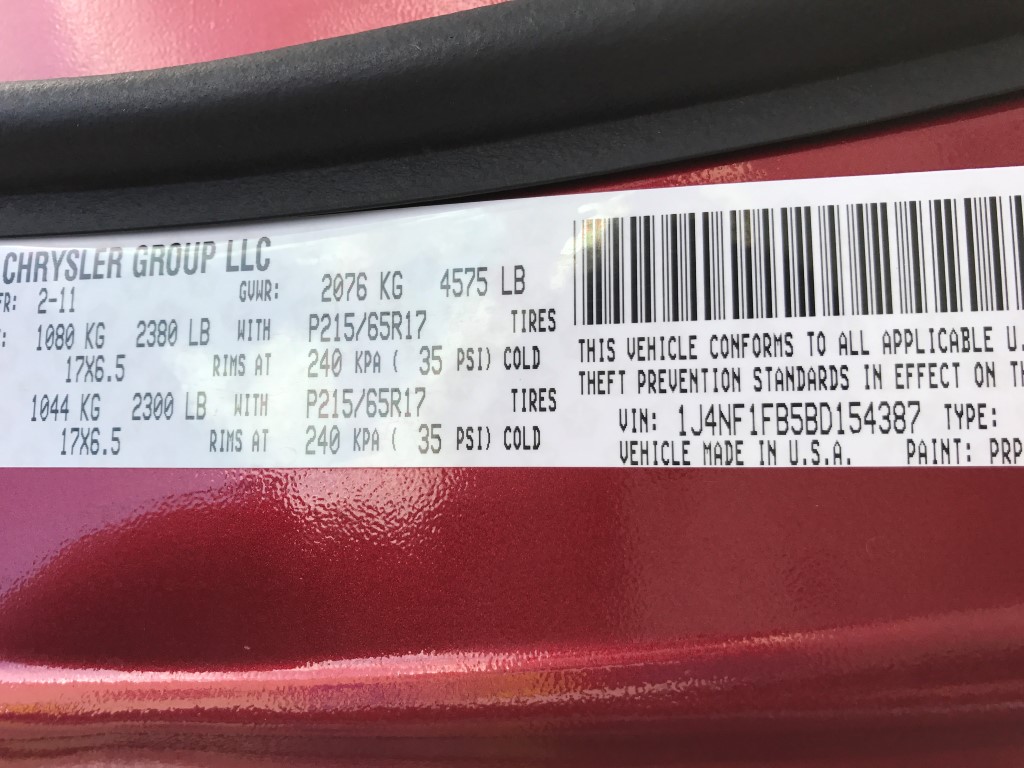 CHRYSLER GROUP LLC
FR: 2-11 GVWR: 2076 KG 4575 LB
: 1080 KG 2380 LB WITH P215/65R17 TIRES
17X6.5 RIMS AT 240 KPA ( 35 PSI) COLD
1044 KG 2300 LB WITH P215/65R17 TIRES
17X6.5 RIMS AT 240 KPA ( 35 PSI) COLD
THIS VEHICLE CONFORMS TO ALL APPLICABLE U.
THEFT PREVENTION STANDARDS IN EFFECT ON TH
VIN: 1J4NF1FB5BD154387 TYPE:
VEHICLE MADE IN U.S.A. PAINT: PRP